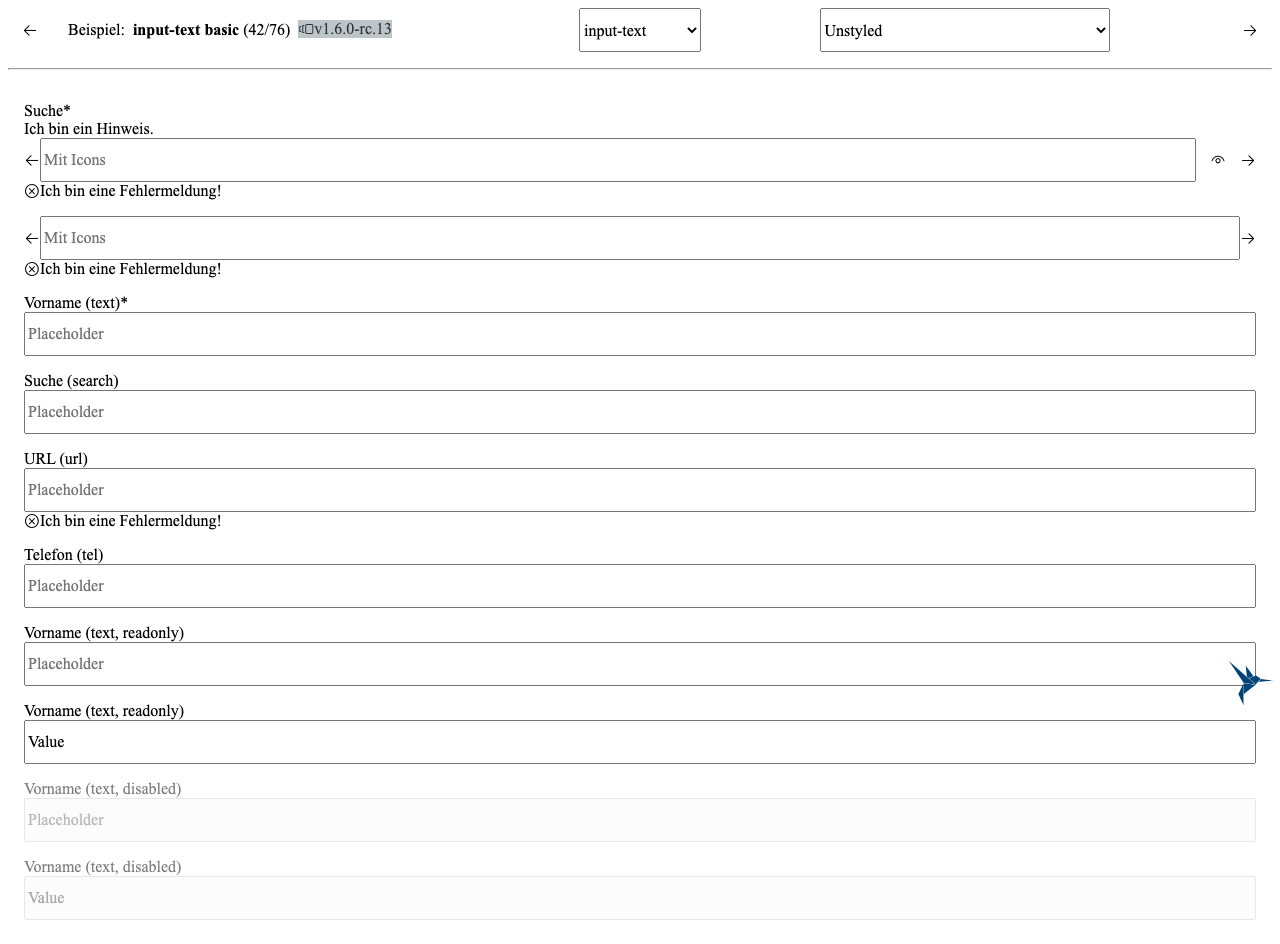 Beispiel: input-text basic (42/76) v1.6.0-rc.13 input-text Unstyled
Suche*
Ich bin ein Hinweis.
Mit Icons
Ich bin eine Fehlermeldung!
Mit Icons
Ich bin eine Fehlermeldung!
Vorname (text)*
Placeholder
Suche (search)
Placeholder
URL (url)
Placeholder
Ich bin eine Fehlermeldung!
Telefon (tel)
Placeholder
Vorname (text, readonly)
Placeholder
Vorname (text, readonly)
Value
Vorname (text, disabled)
Placeholder
Vorname (text, disabled)
Value